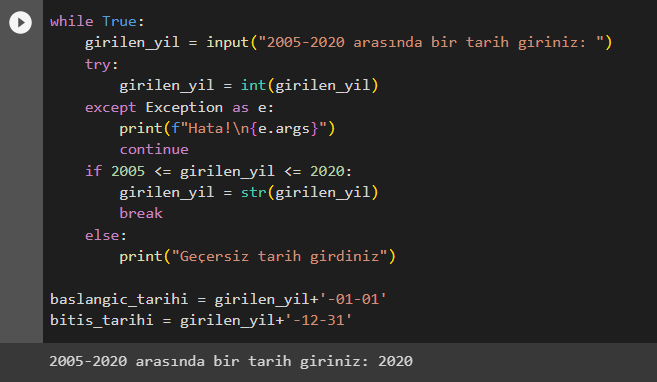 while True:
    girilen_yil = input("2005-2020 arasında bir tarih giriniz: ")
    try:
        girilen_yil = int(girilen_yil)
    except Exception as e:
        print(f"Hata!\n{e.args}")
        continue
    if 2005 <= girilen_yil <= 2020:
        girilen_yil = str(girilen_yil)
        break
    else:
        print("Geçersiz tarih girdiniz")
baslangic_tarihi = girilen_yil+'-01-01'
bitis_tarihi = girilen_yil+'-12-31'
2005-2020 arasında bir tarih giriniz: 2020